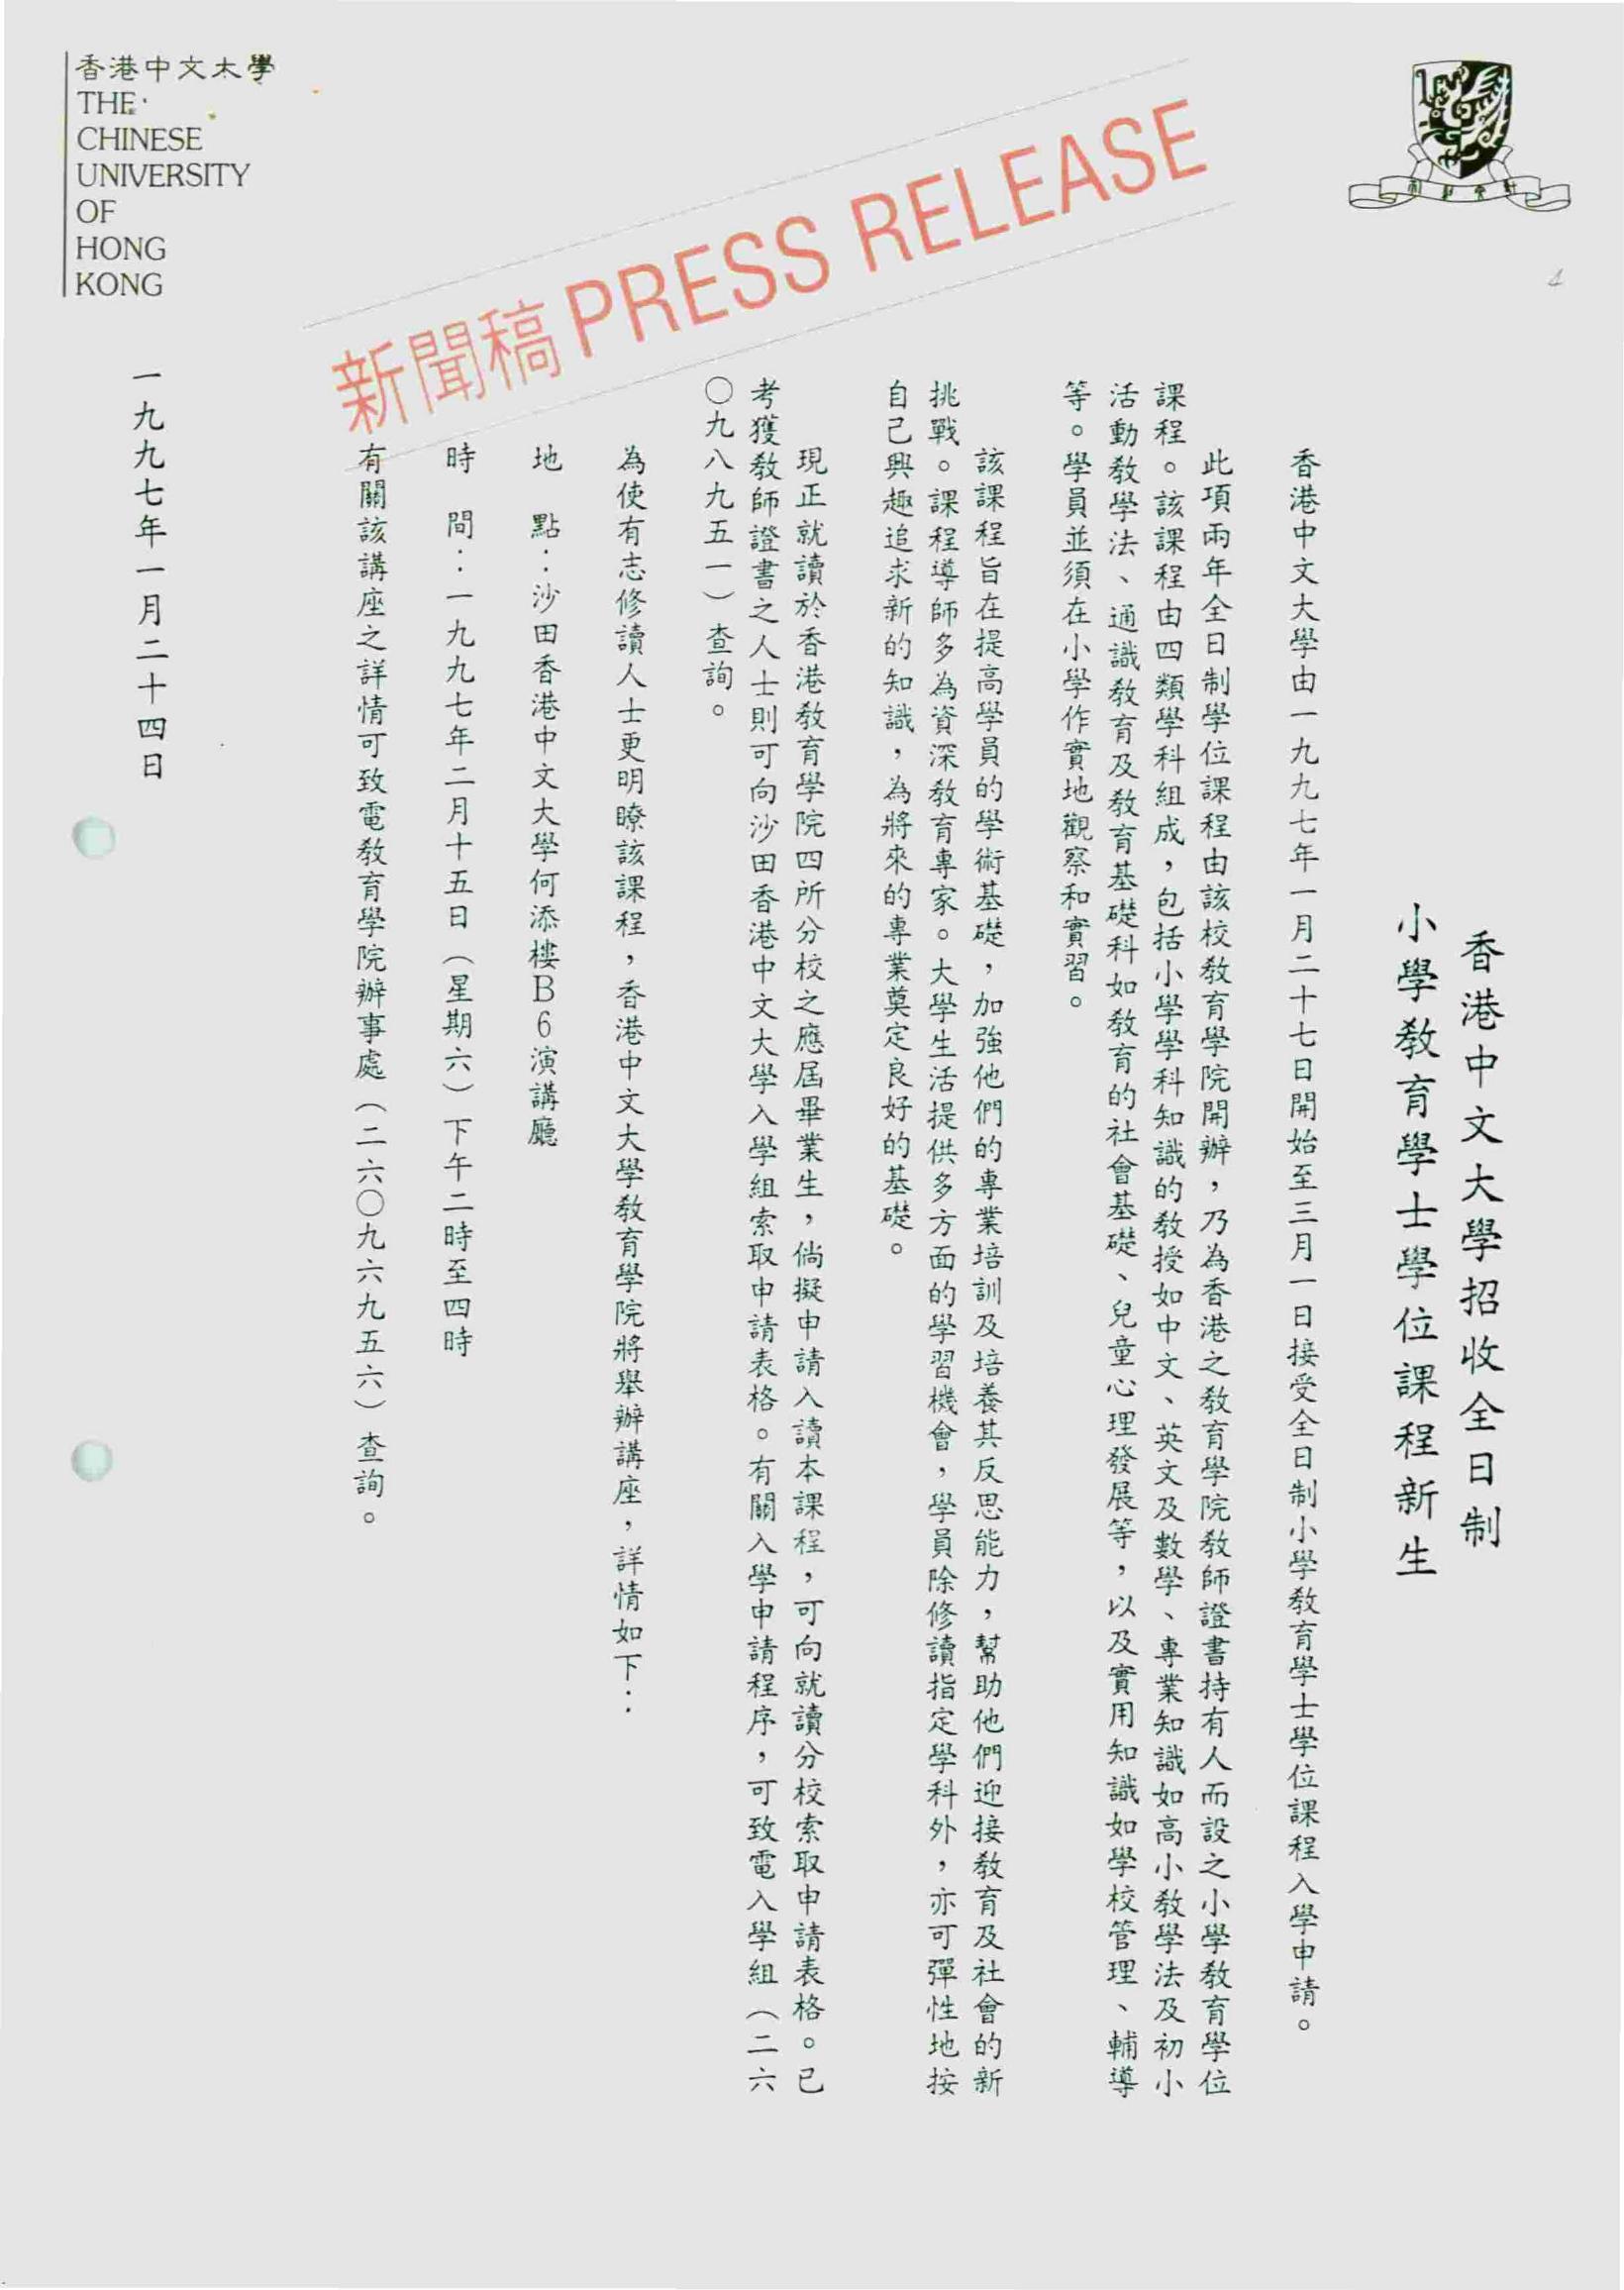 香港中文大學
THE
CHINESE
UNIVERSITY
OF
HONG
KONG
新聞稿 PRESS RELEASE
香港中文大學招收全日制
小學教育學士學位課程新生
香港中文大學由一九九七年一月二十七日開始至三月一日接受全日制小學教育學士學位課程入學申請。
此項兩年全日制學位課程由該校教育學院開辦，乃為香港之教育學院教師證書持有人而設之小學教育學位
課程。該課程由四類學科組成，包括小學學科知識的教授如中文、英文及數學、專業知識如高小教學法及初小
活動教學法、通識教育及教育基礎科如教育的社會基礎、兒童心理發展等，以及實用知識如學校管理、輔導
等。學員並須在小學作實地觀察和實習。
該課程旨在提高學員的學術基礎，加強他們的專業培訓及培養其反思能力，幫助他們迎接教育及社會的新
挑戰。課程導師多為資深教育專家。大學生活提供多方面的學習機會，學員除修讀指定學科外，亦可彈性地按
自己興趣追求新的知識，為將來的專業奠定良好的基礎。
現正就讀於香港教育學院四所分校之應屆畢業生，倘擬申請入讀本課程，可向就讀分校索取申請表格。已
考獲教師證書之人士則可向沙田香港中文大學入學組索取申請表格。有關入學申請程序，可致電入學組（二六
〇九八九五一）查詢。
為使有志修讀人士更明瞭該課程，香港中文大學教育學院將舉辦講座，詳情如下：
地　點：沙田香港中文大學何添樓B6演講廳
時　間：一九九七年二月十五日（星期六）下午二時至四時
有關該講座之詳情可致電教育學院辦事處（二六〇九六九五六）查詢。
一九九七年一月二十四日